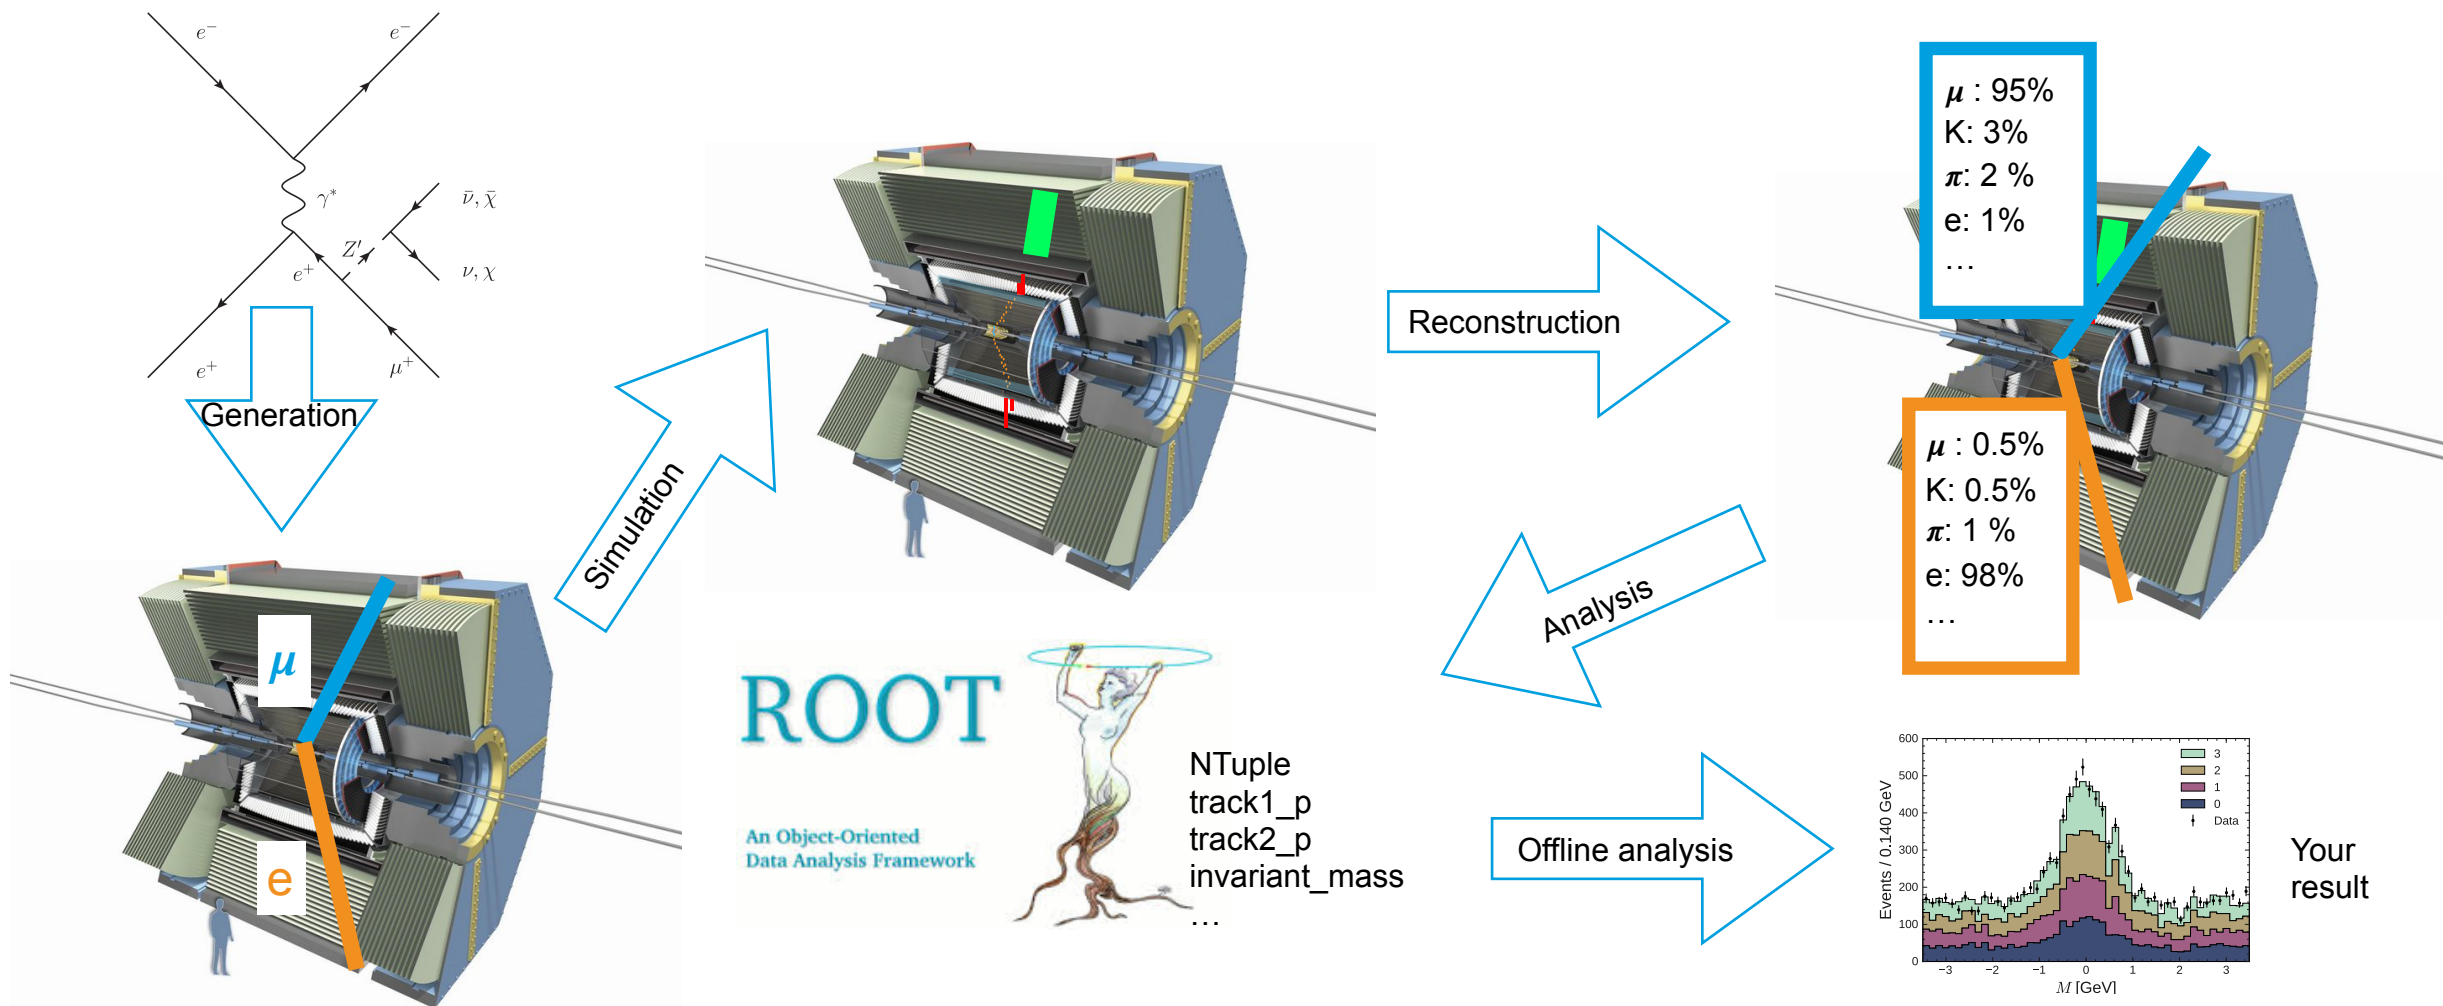 e⁻
e⁻
γ*
Z′
ν̄, χ̄
e⁺
ν, χ
e⁺
μ⁺
Generation
μ
e
Simulation
Reconstruction
μ : 95%
K: 3%
π: 2 %
e: 1%
…
μ : 0.5%
K: 0.5%
π: 1 %
e: 98%
…
Analysis
ROOT
An Object-Oriented
Data Analysis Framework
NTuple
track1_p
track2_p
invariant_mass
…
Offline analysis
Events / 0.140 GeV
600
500
400
300
200
100
0
3
2
1
0
Data
−3 −2 −1 0 1 2 3
M [GeV]
Your
result